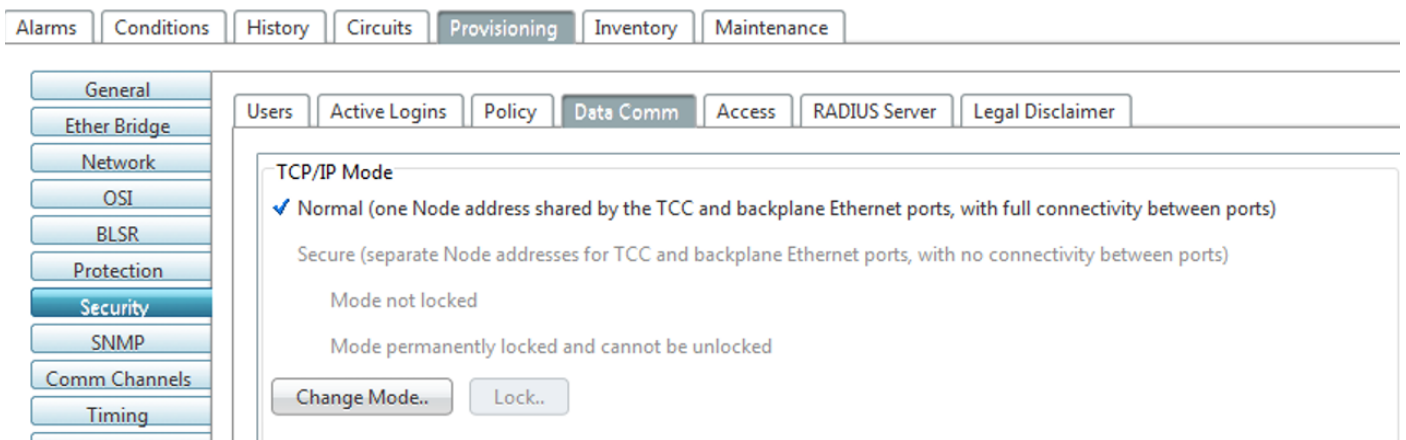 Alarms Conditions History Circuits Provisioning Inventory Maintenance
General
Ether Bridge
Network
OSI
BLSR
Protection
Security
SNMP
Comm Channels
Timing
Users Active Logins Policy Data Comm Access RADIUS Server Legal Disclaimer
TCP/IP Mode
Normal (one Node address shared by the TCC and backplane Ethernet ports, with full connectivity between ports)
Secure (separate Node addresses for TCC and backplane Ethernet ports, with no connectivity between ports)
Mode not locked
Mode permanently locked and cannot be unlocked
Change Mode.. Lock..